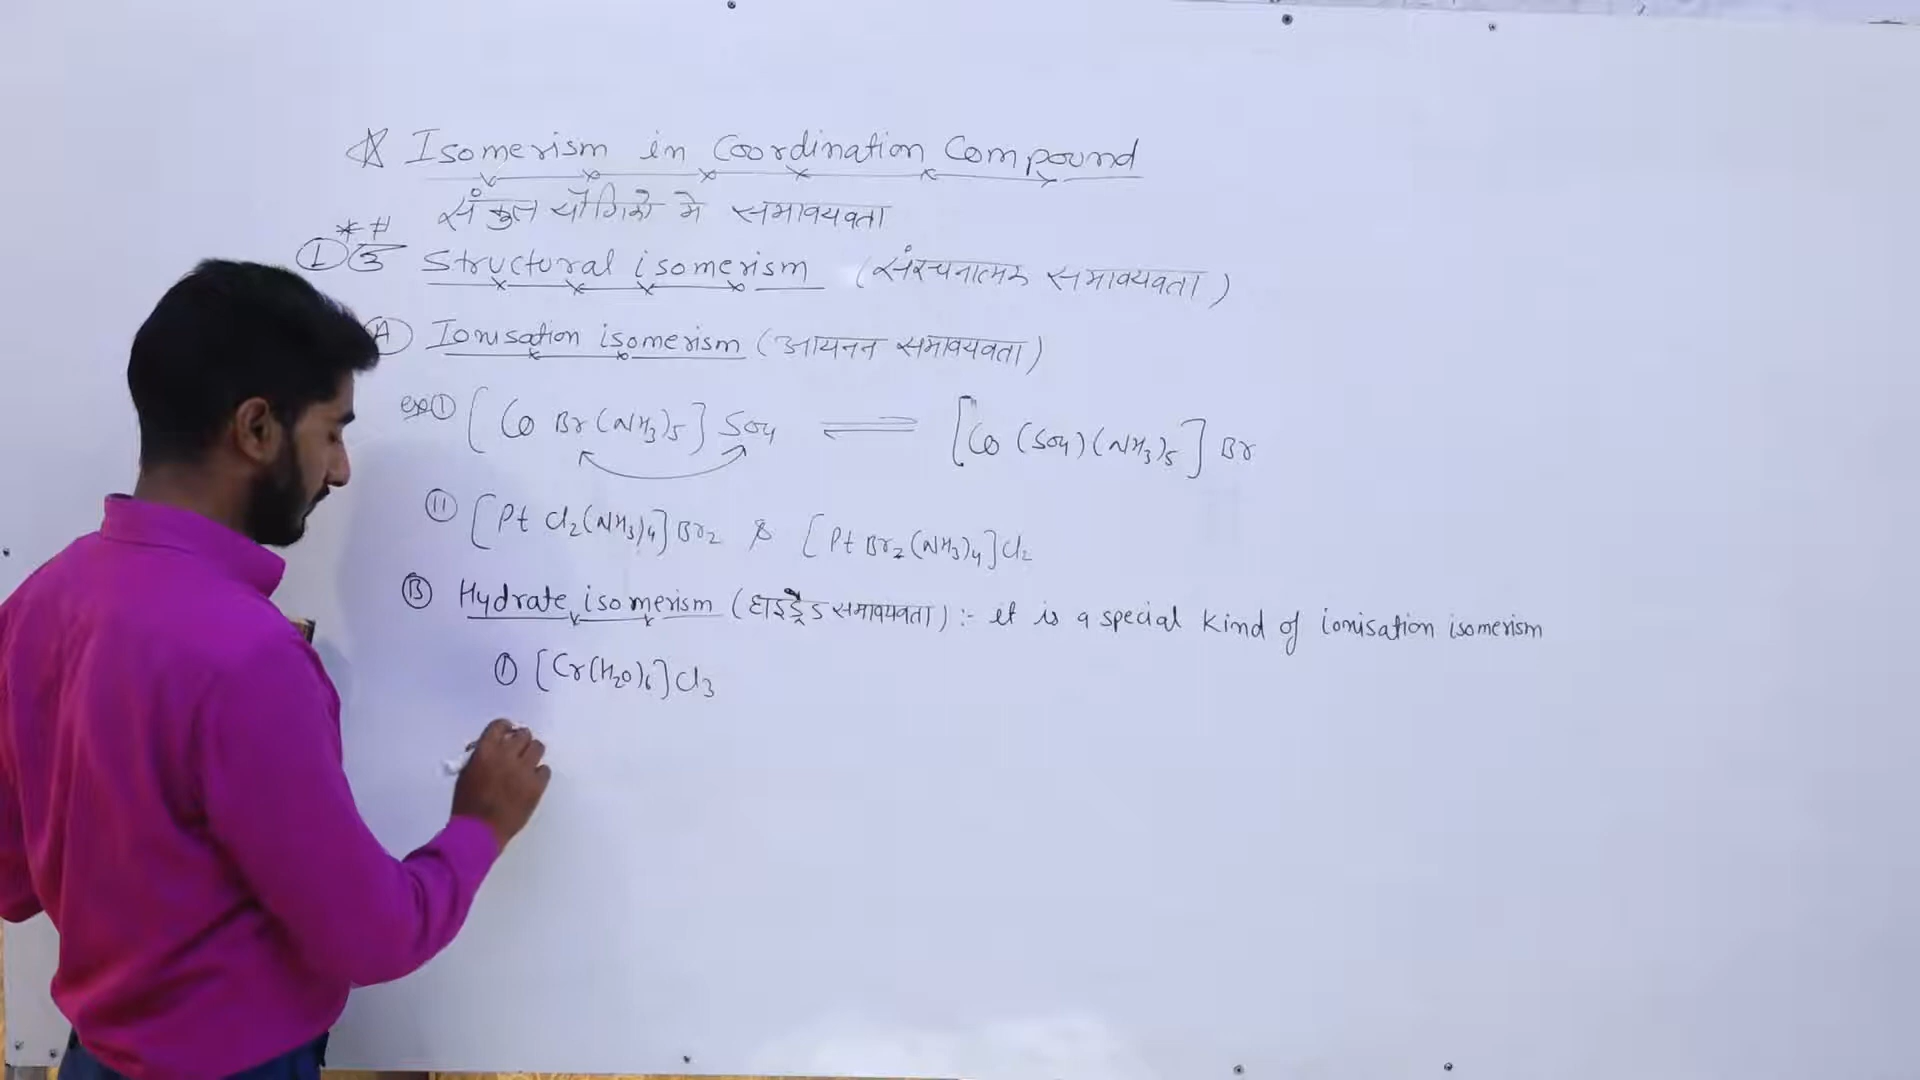 Isomerism in Coordination Compound
संकुल यौगिको मे समावयवता
* #
① ③ Structural isomerism (संरचनात्मक समावयवता)
Ⓐ Ionisation isomerism (आयनन समावयवता)
ex① [Co Br(NH3)5] SO4 ⇌ [Co (SO4)(NH3)5] Br
⑪ [Pt Cl2(NH3)4] Br2 & [Pt Br2(NH3)4] Cl2
Ⓑ Hydrate isomerism (हाइड्रेड समावयवता) :- it is a special kind of ionisation isomerism
① [Cr(H2O)6] Cl3